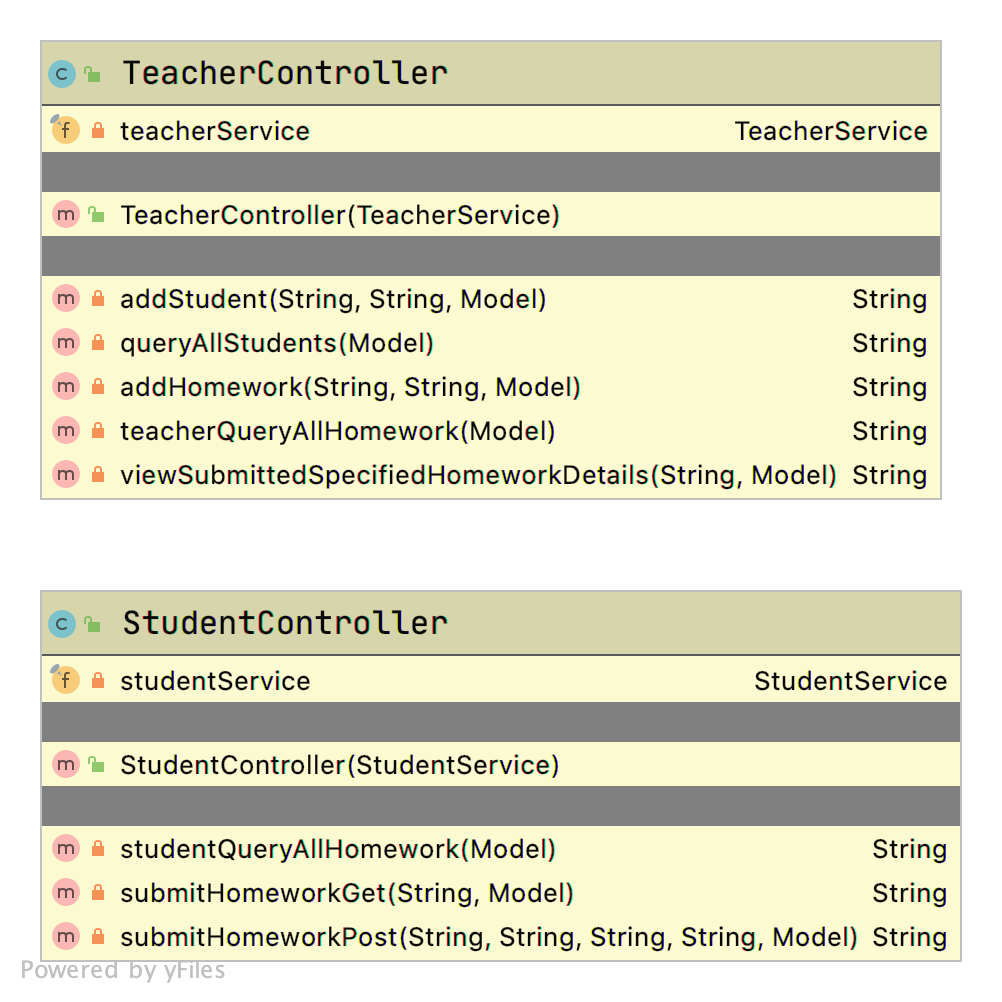 TeacherController
teacherService TeacherService
TeacherController(TeacherService)
addStudent(String, String, Model) String
queryAllStudents(Model) String
addHomework(String, String, Model) String
teacherQueryAllHomework(Model) String
viewSubmittedSpecifiedHomeworkDetails(String, Model) String
StudentController
studentService StudentService
StudentController(StudentService)
studentQueryAllHomework(Model) String
submitHomeworkGet(String, Model) String
submitHomeworkPost(String, String, String, String, Model) String
Powered by yFiles